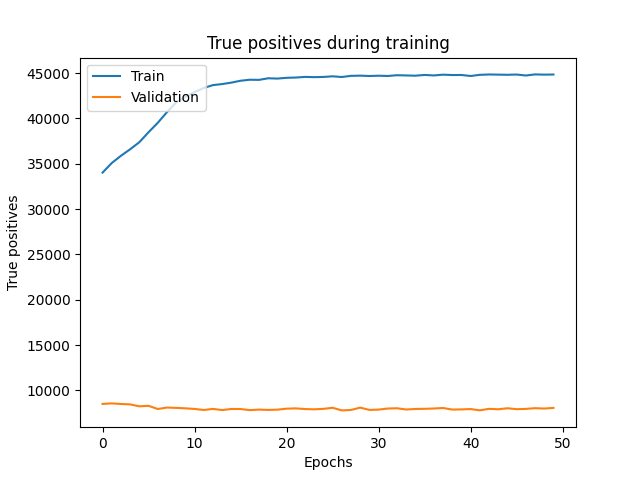 True positives during training
True positives
45000
40000
35000
30000
25000
20000
15000
10000
Train
Validation
0 10 20 30 40 50
Epochs